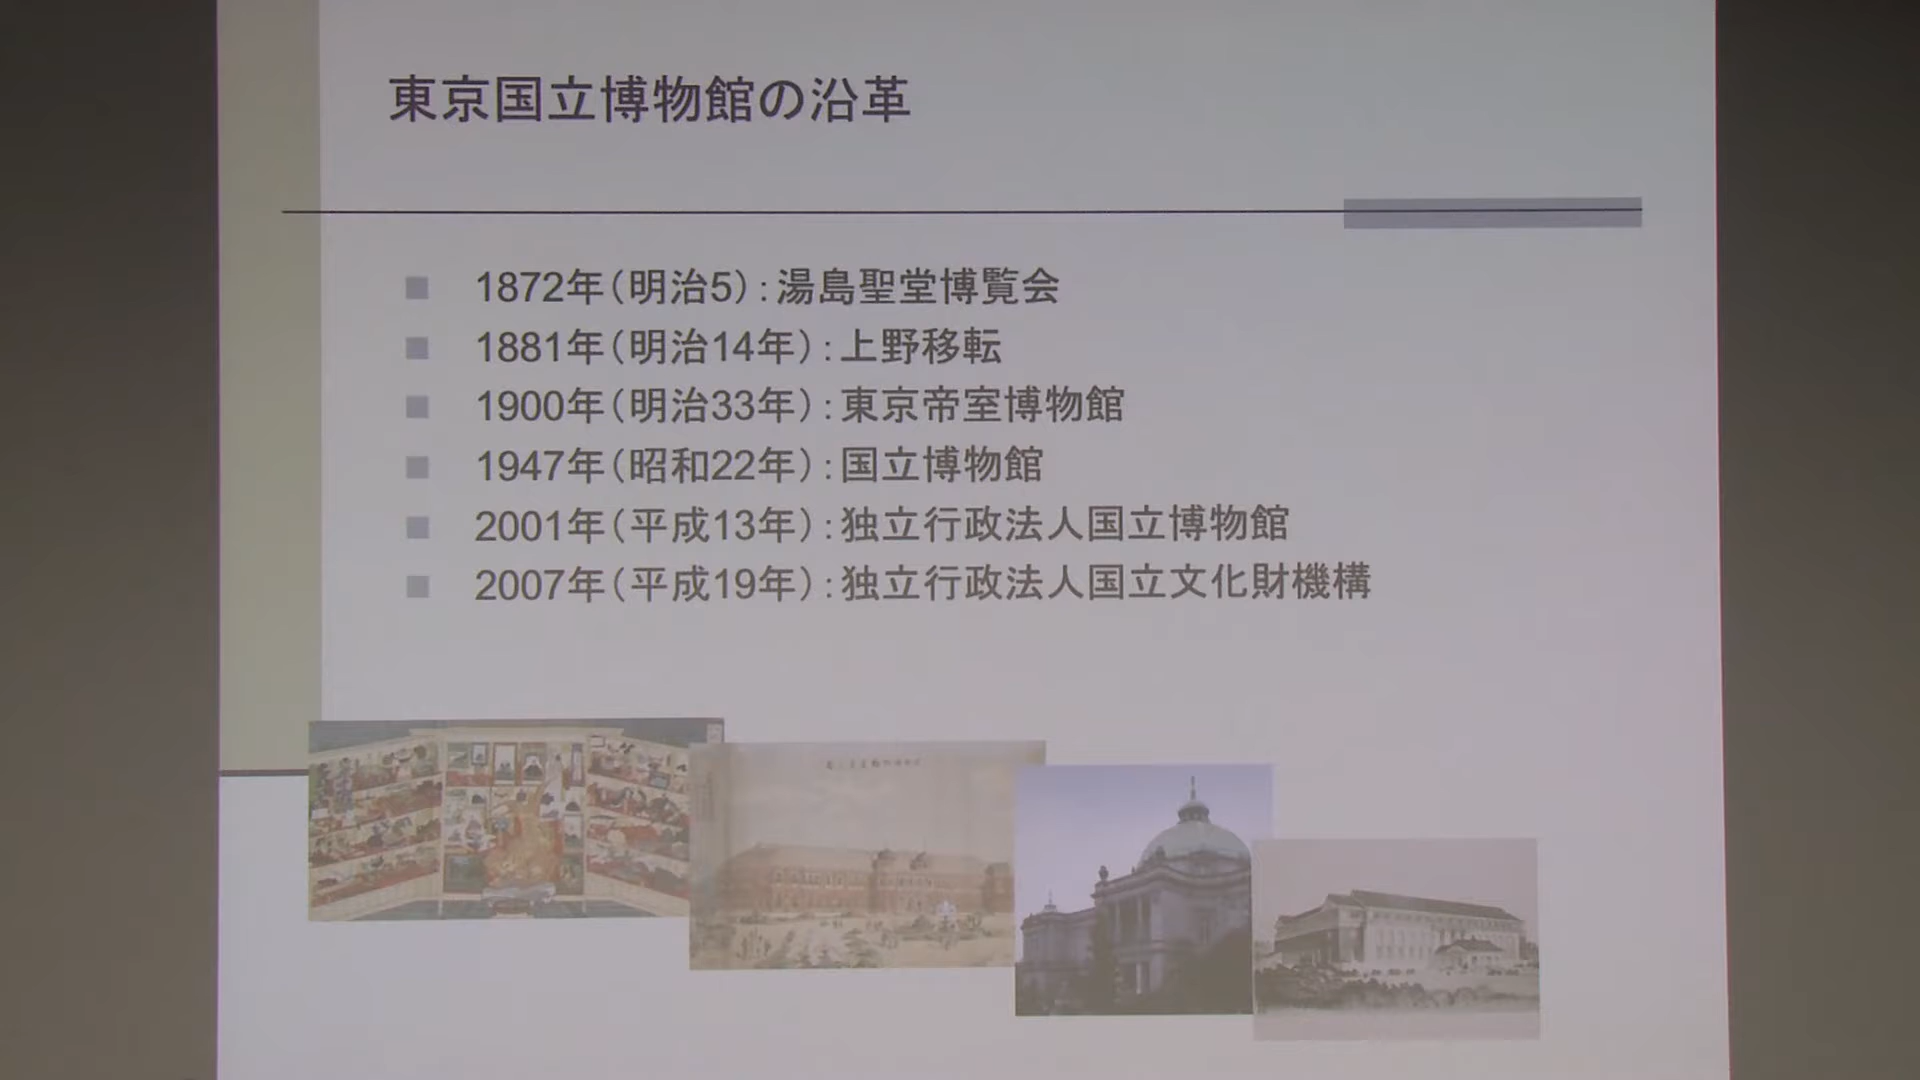 東京国立博物館の沿革
1872年（明治5）：湯島聖堂博覧会
1881年（明治14年）：上野移転
1900年（明治33年）：東京帝室博物館
1947年（昭和22年）：国立博物館
2001年（平成13年）：独立行政法人国立博物館
2007年（平成19年）：独立行政法人国立文化財機構